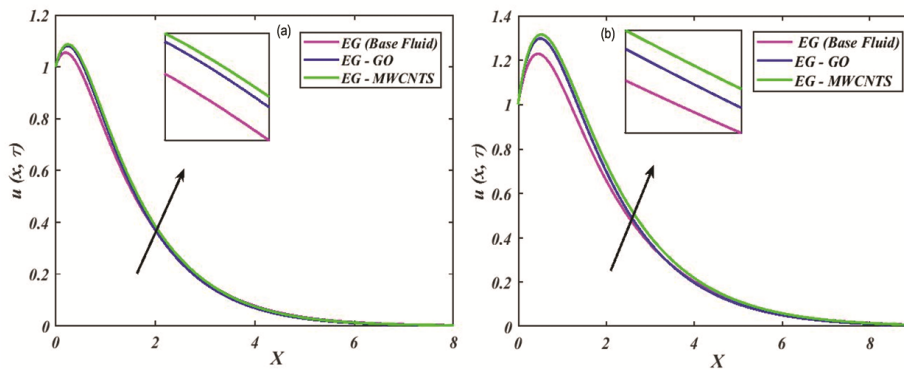 (a)
EG (Base Fluid)
EG - GO
EG - MWCNTS
u (x, τ)
1.2
1
0.8
0.6
0.4
0.2
0
0 2 4 6 8
X
(b)
EG (Base Fluid)
EG - GO
EG - MWCNTS
u (x, τ)
1.4
1.2
1
0.8
0.6
0.4
0.2
0
0 2 4 6 8
X